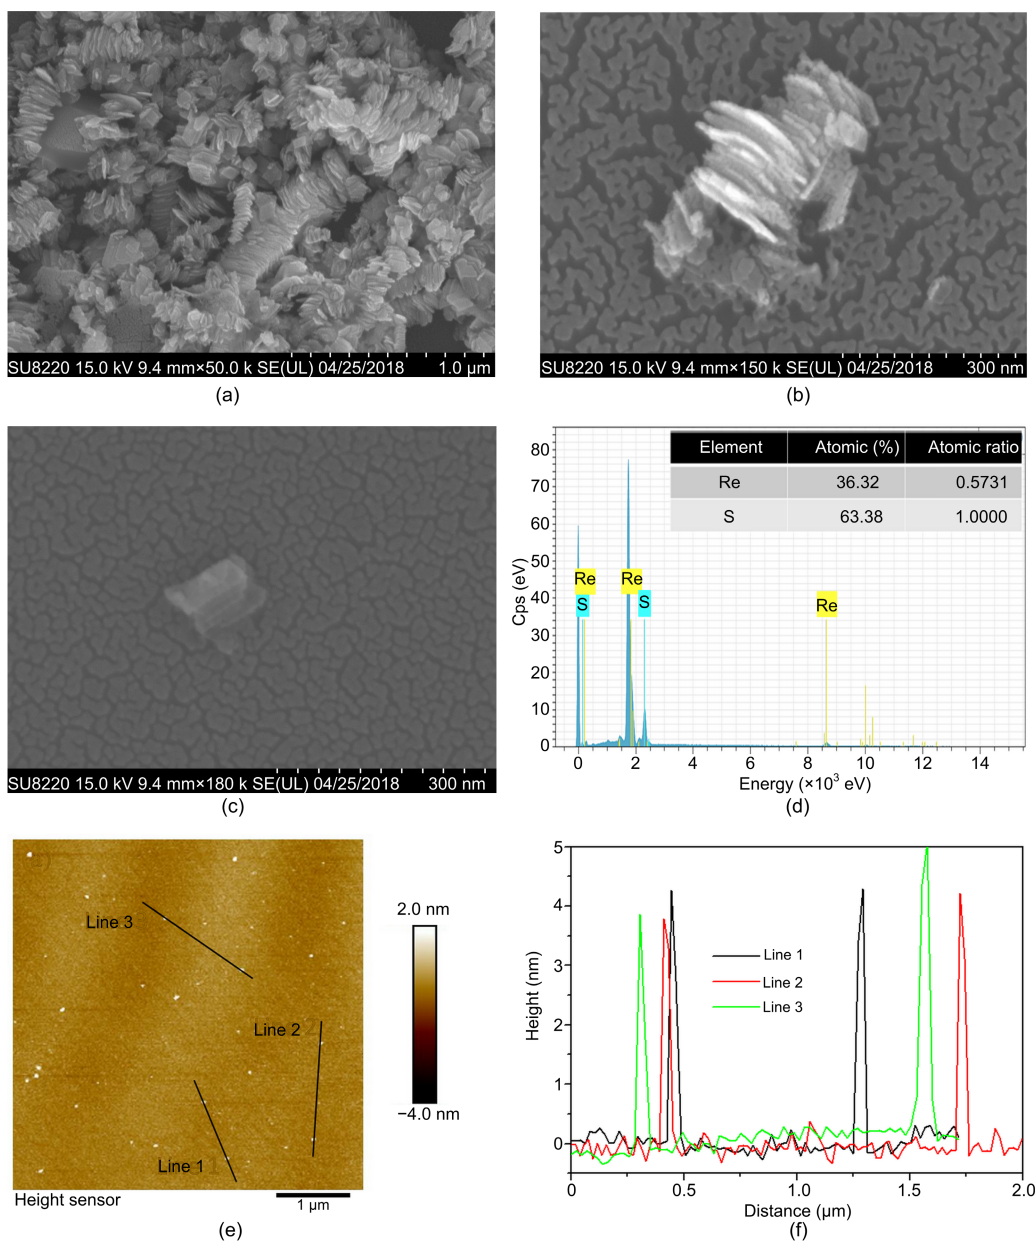 SU8220 15.0 kV 9.4 mm×50.0 k SE(UL) 04/25/2018 1.0 μm
(a)
SU8220 15.0 kV 9.4 mm×150 k SE(UL) 04/25/2018 300 nm
(b)
SU8220 15.0 kV 9.4 mm×180 k SE(UL) 04/25/2018 300 nm
(c)
Element Atomic (%) Atomic ratio
Re 36.32 0.5731
S 63.38 1.0000
80
70
60
50
40
30
20
10
0
Cps (eV)
Re Re
S S Re
0 2 4 6 8 10 12 14
Energy (×10³ eV)
(d)
Line 3
Line 2
Line 1
Height sensor
1 μm
2.0 nm
−4.0 nm
(e)
5
4
3
2
1
0
Height (nm)
Line 1
Line 2
Line 3
0 0.5 1.0 1.5 2.0
Distance (μm)
(f)